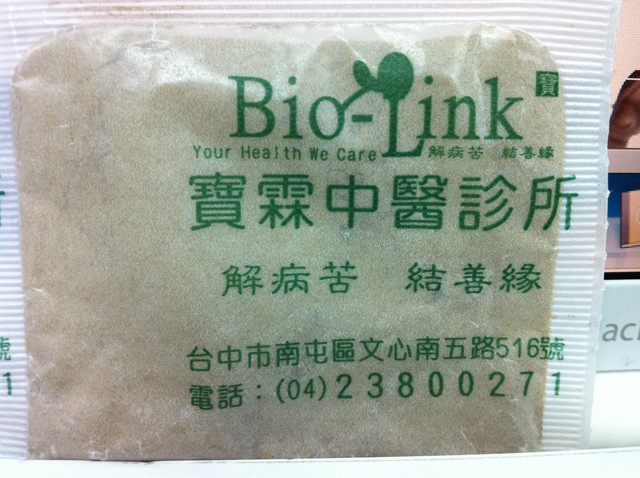 寶
Bio-Link
Your Health We Care 解病苦 結善緣
寶霖中醫診所
解病苦 結善緣
台中市南屯區文心南五路516號
電話：(04)23800271
號
1